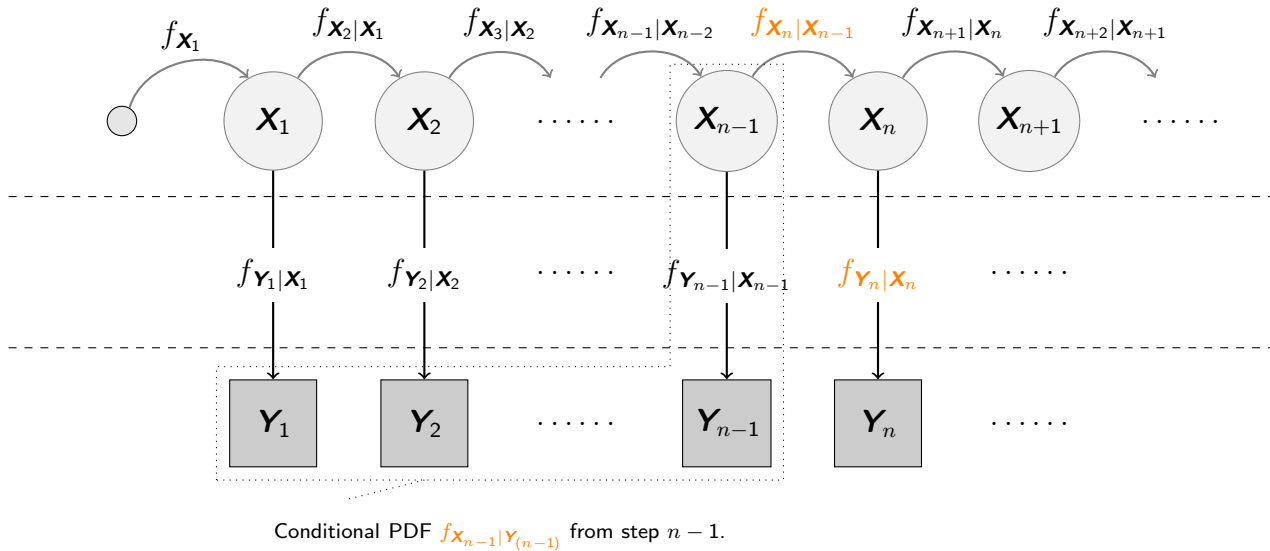 f_{X_1} f_{X_2|X_1} f_{X_3|X_2} f_{X_{n−1}|X_{n−2}} f_{X_n|X_{n−1}} f_{X_{n+1}|X_n} f_{X_{n+2}|X_{n+1}}
X_1 X_2 ⋯⋯ X_{n−1} X_n X_{n+1} ⋯⋯
f_{Y_1|X_1} f_{Y_2|X_2} ⋯⋯ f_{Y_{n−1}|X_{n−1}} f_{Y_n|X_n} ⋯⋯
Y_1 Y_2 ⋯⋯ Y_{n−1} Y_n ⋯⋯
Conditional PDF f_{X_{n−1}|Y_{(n−1)}} from step n − 1.